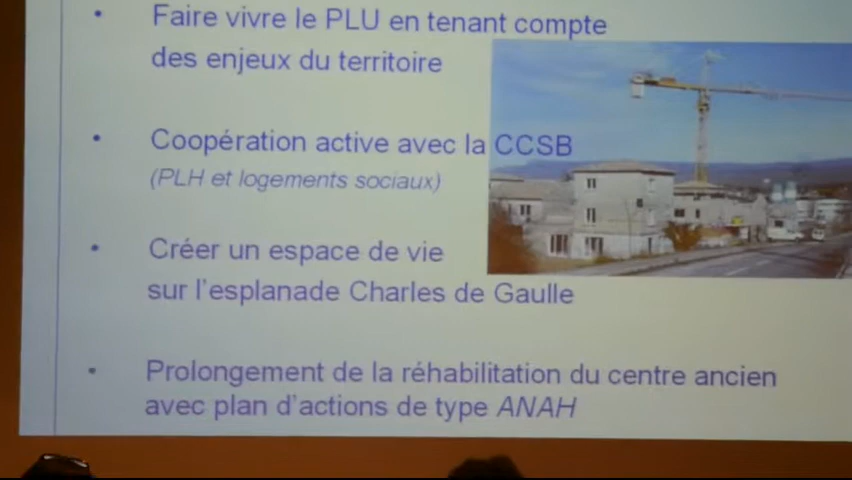 • Faire vivre le PLU en tenant compte
des enjeux du territoire
• Coopération active avec la CCSB
(PLH et logements sociaux)
• Créer un espace de vie
sur l'esplanade Charles de Gaulle
• Prolongement de la réhabilitation du centre ancien
avec plan d'actions de type ANAH